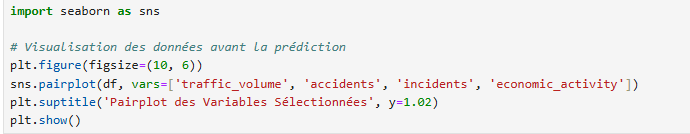 import seaborn as sns
# Visualisation des données avant la prédiction
plt.figure(figsize=(10, 6))
sns.pairplot(df, vars=['traffic_volume', 'accidents', 'incidents', 'economic_activity'])
plt.suptitle('Pairplot des Variables Sélectionnées', y=1.02)
plt.show()